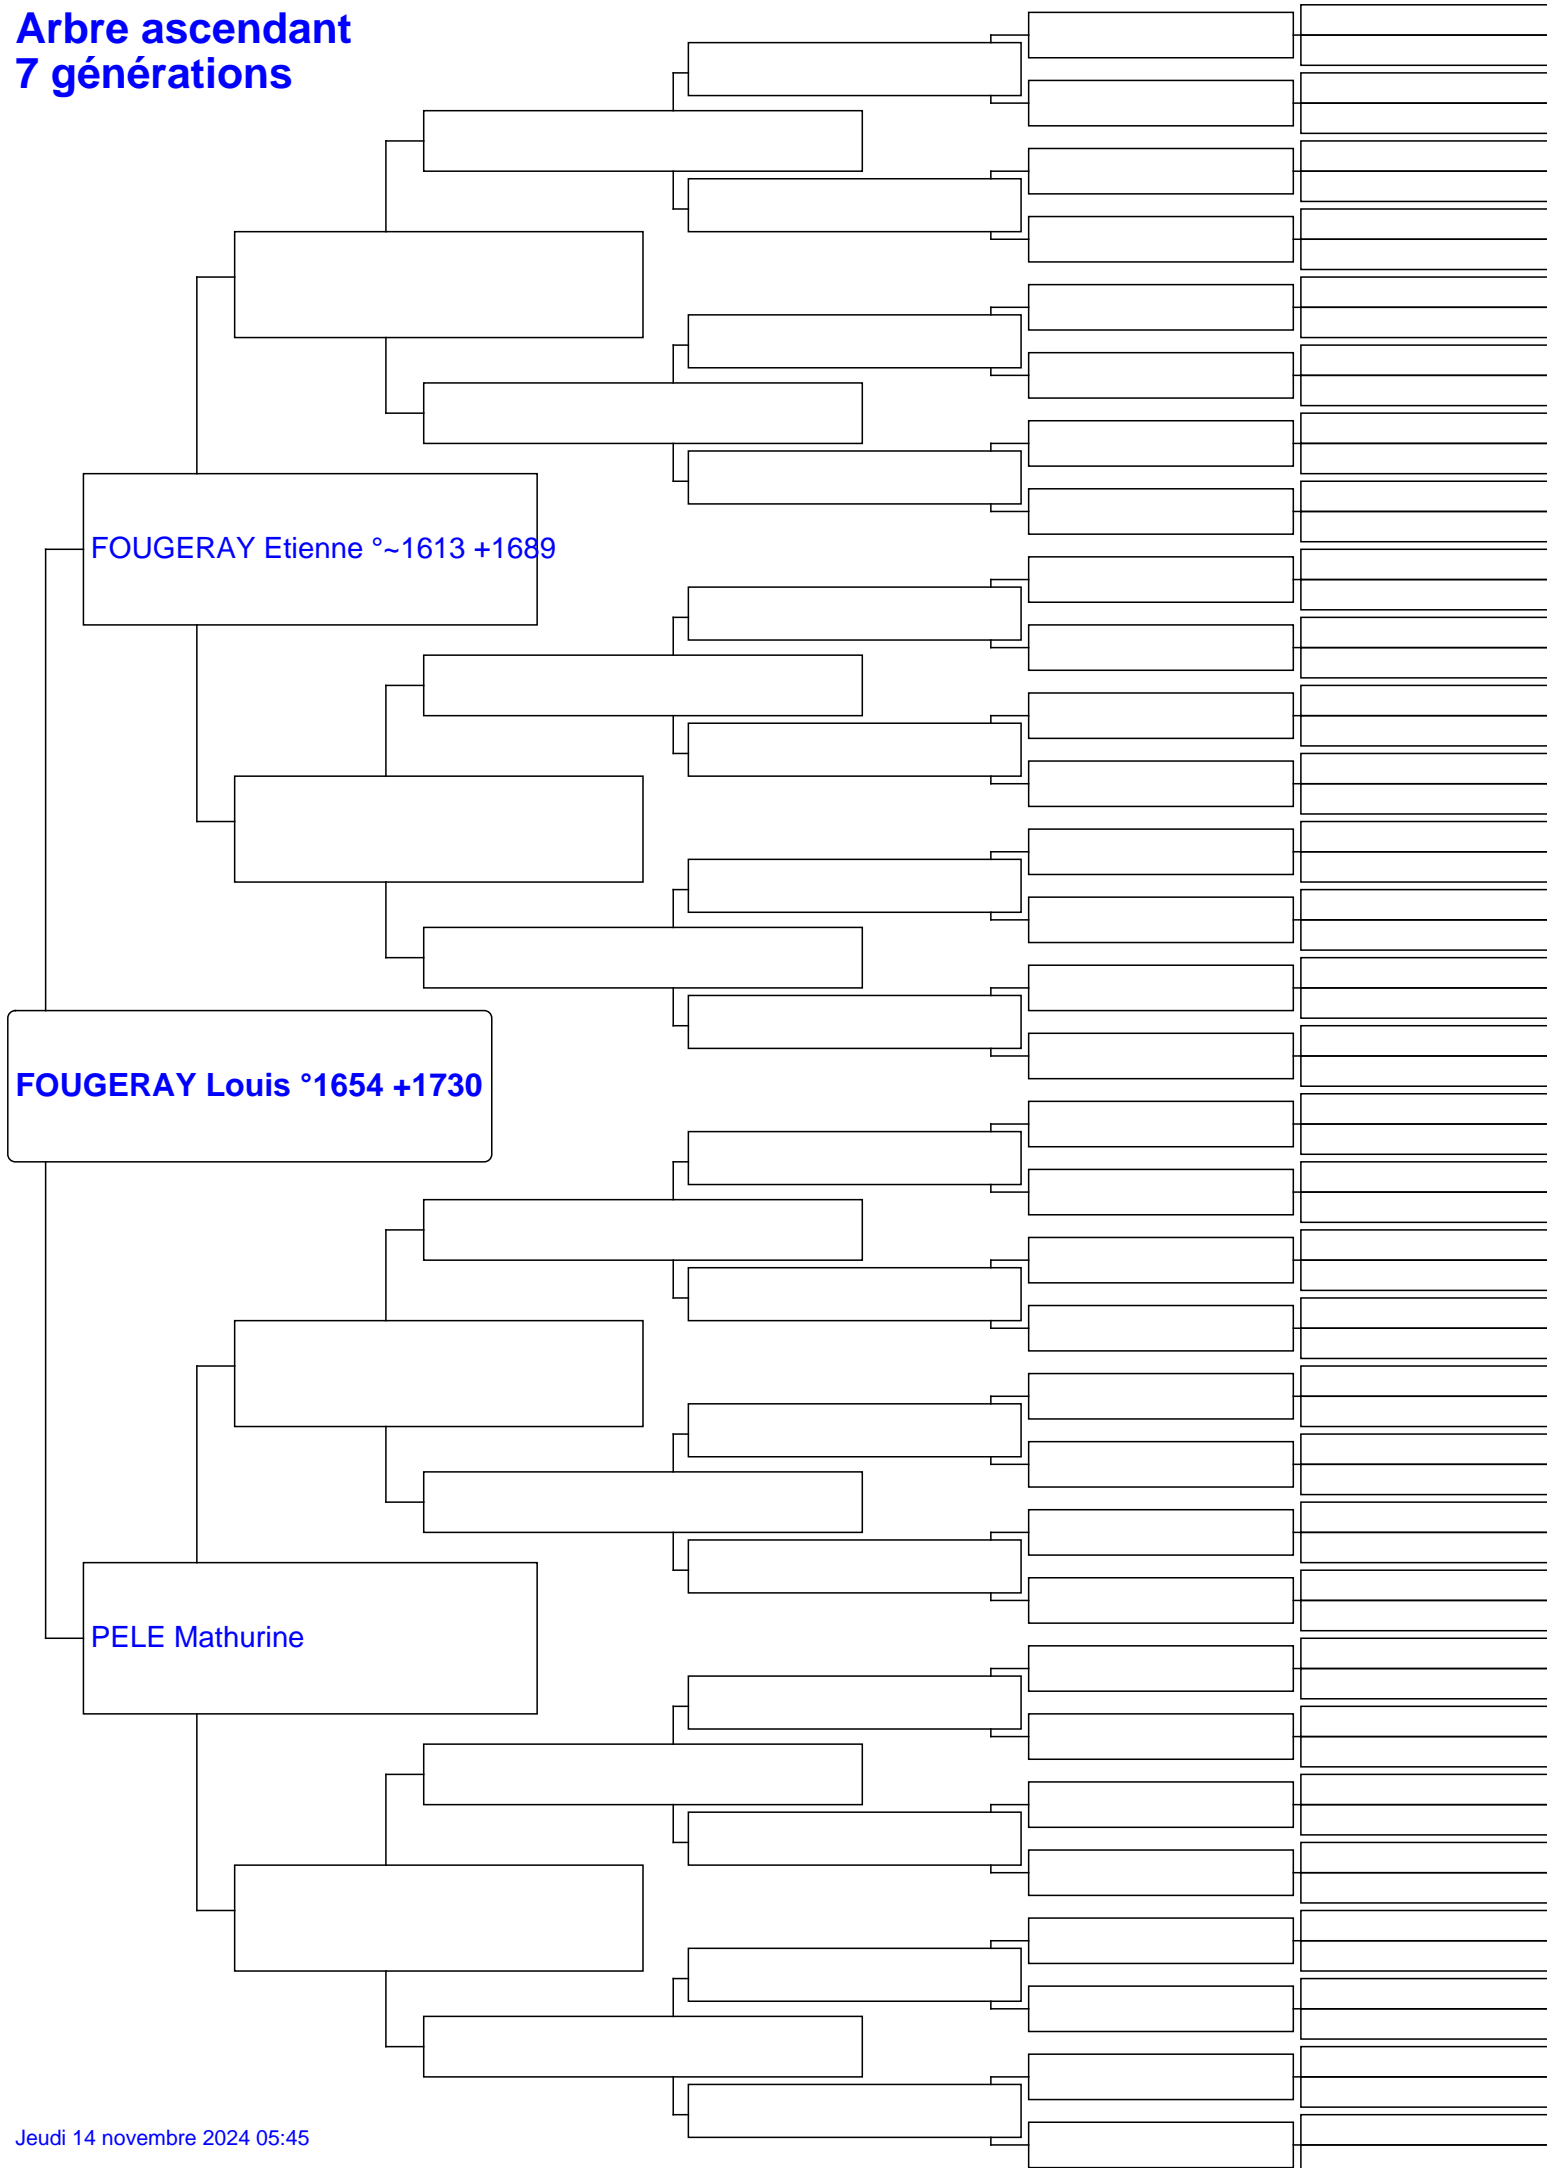 Arbre ascendant
7 générations
FOUGERAY Etienne °~1613 +1689
FOUGERAY Louis °1654 +1730
PELE Mathurine
Jeudi 14 novembre 2024 05:45